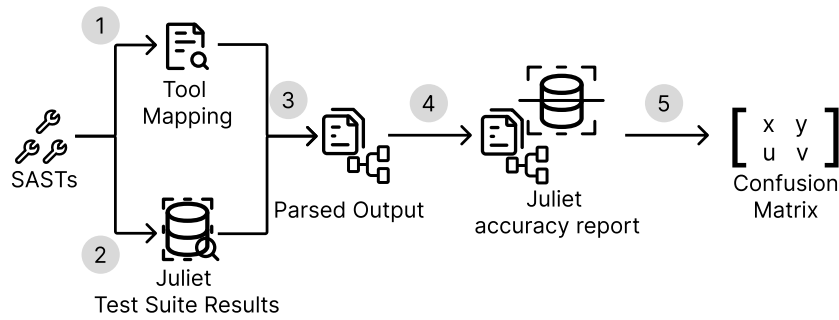 1
Tool
Mapping
SASTs
2
Juliet
Test Suite Results
3
Parsed Output
4
Juliet
accuracy report
5
x y
u v
Confusion
Matrix